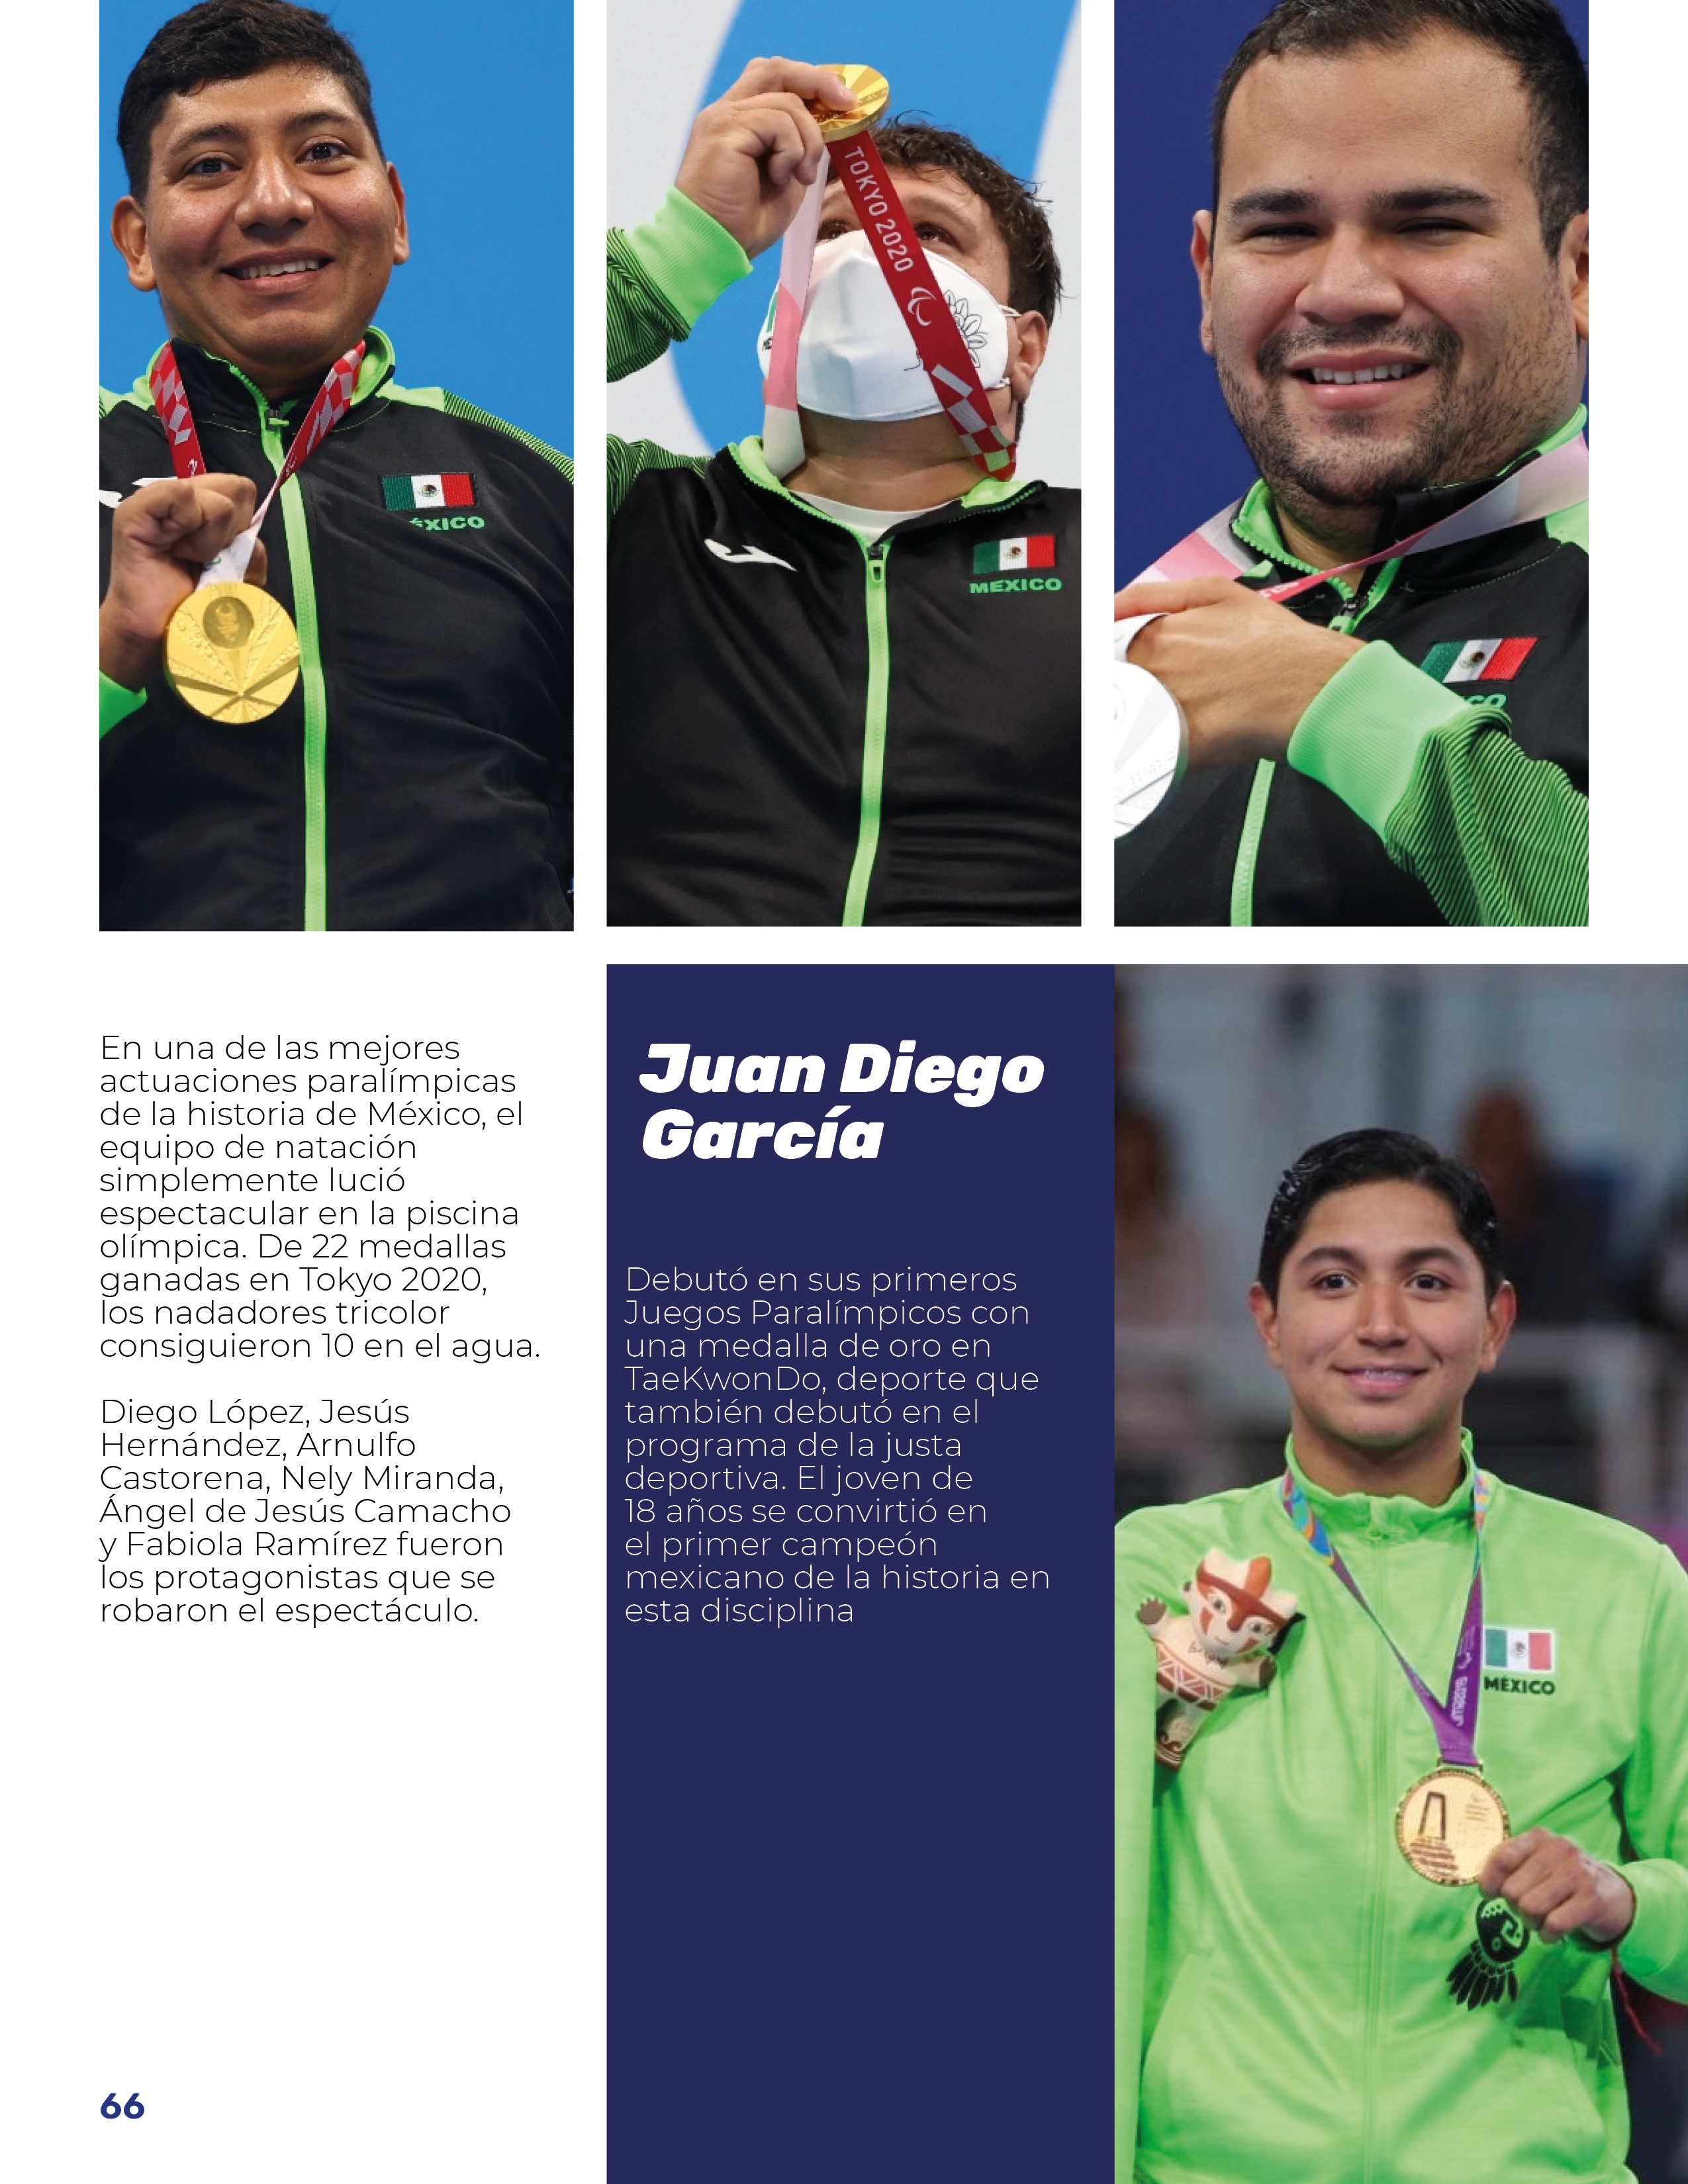 TOKYO 2020
ÉXICO
MEXICO
CO
En una de las mejores
actuaciones paralímpicas
de la historia de México, el
equipo de natación
simplemente lució
espectacular en la piscina
olímpica. De 22 medallas
ganadas en Tokyo 2020,
los nadadores tricolor
consiguieron 10 en el agua.
Diego López, Jesús
Hernández, Arnulfo
Castorena, Nely Miranda,
Ángel de Jesús Camacho
y Fabiola Ramírez fueron
los protagonistas que se
robaron el espectáculo.
Juan Diego
García
Debutó en sus primeros
Juegos Paralímpicos con
una medalla de oro en
TaeKwonDo, deporte que
también debutó en el
programa de la justa
deportiva. El joven de
18 años se convirtió en
el primer campeón
mexicano de la historia en
esta disciplina
MÉXICO
66